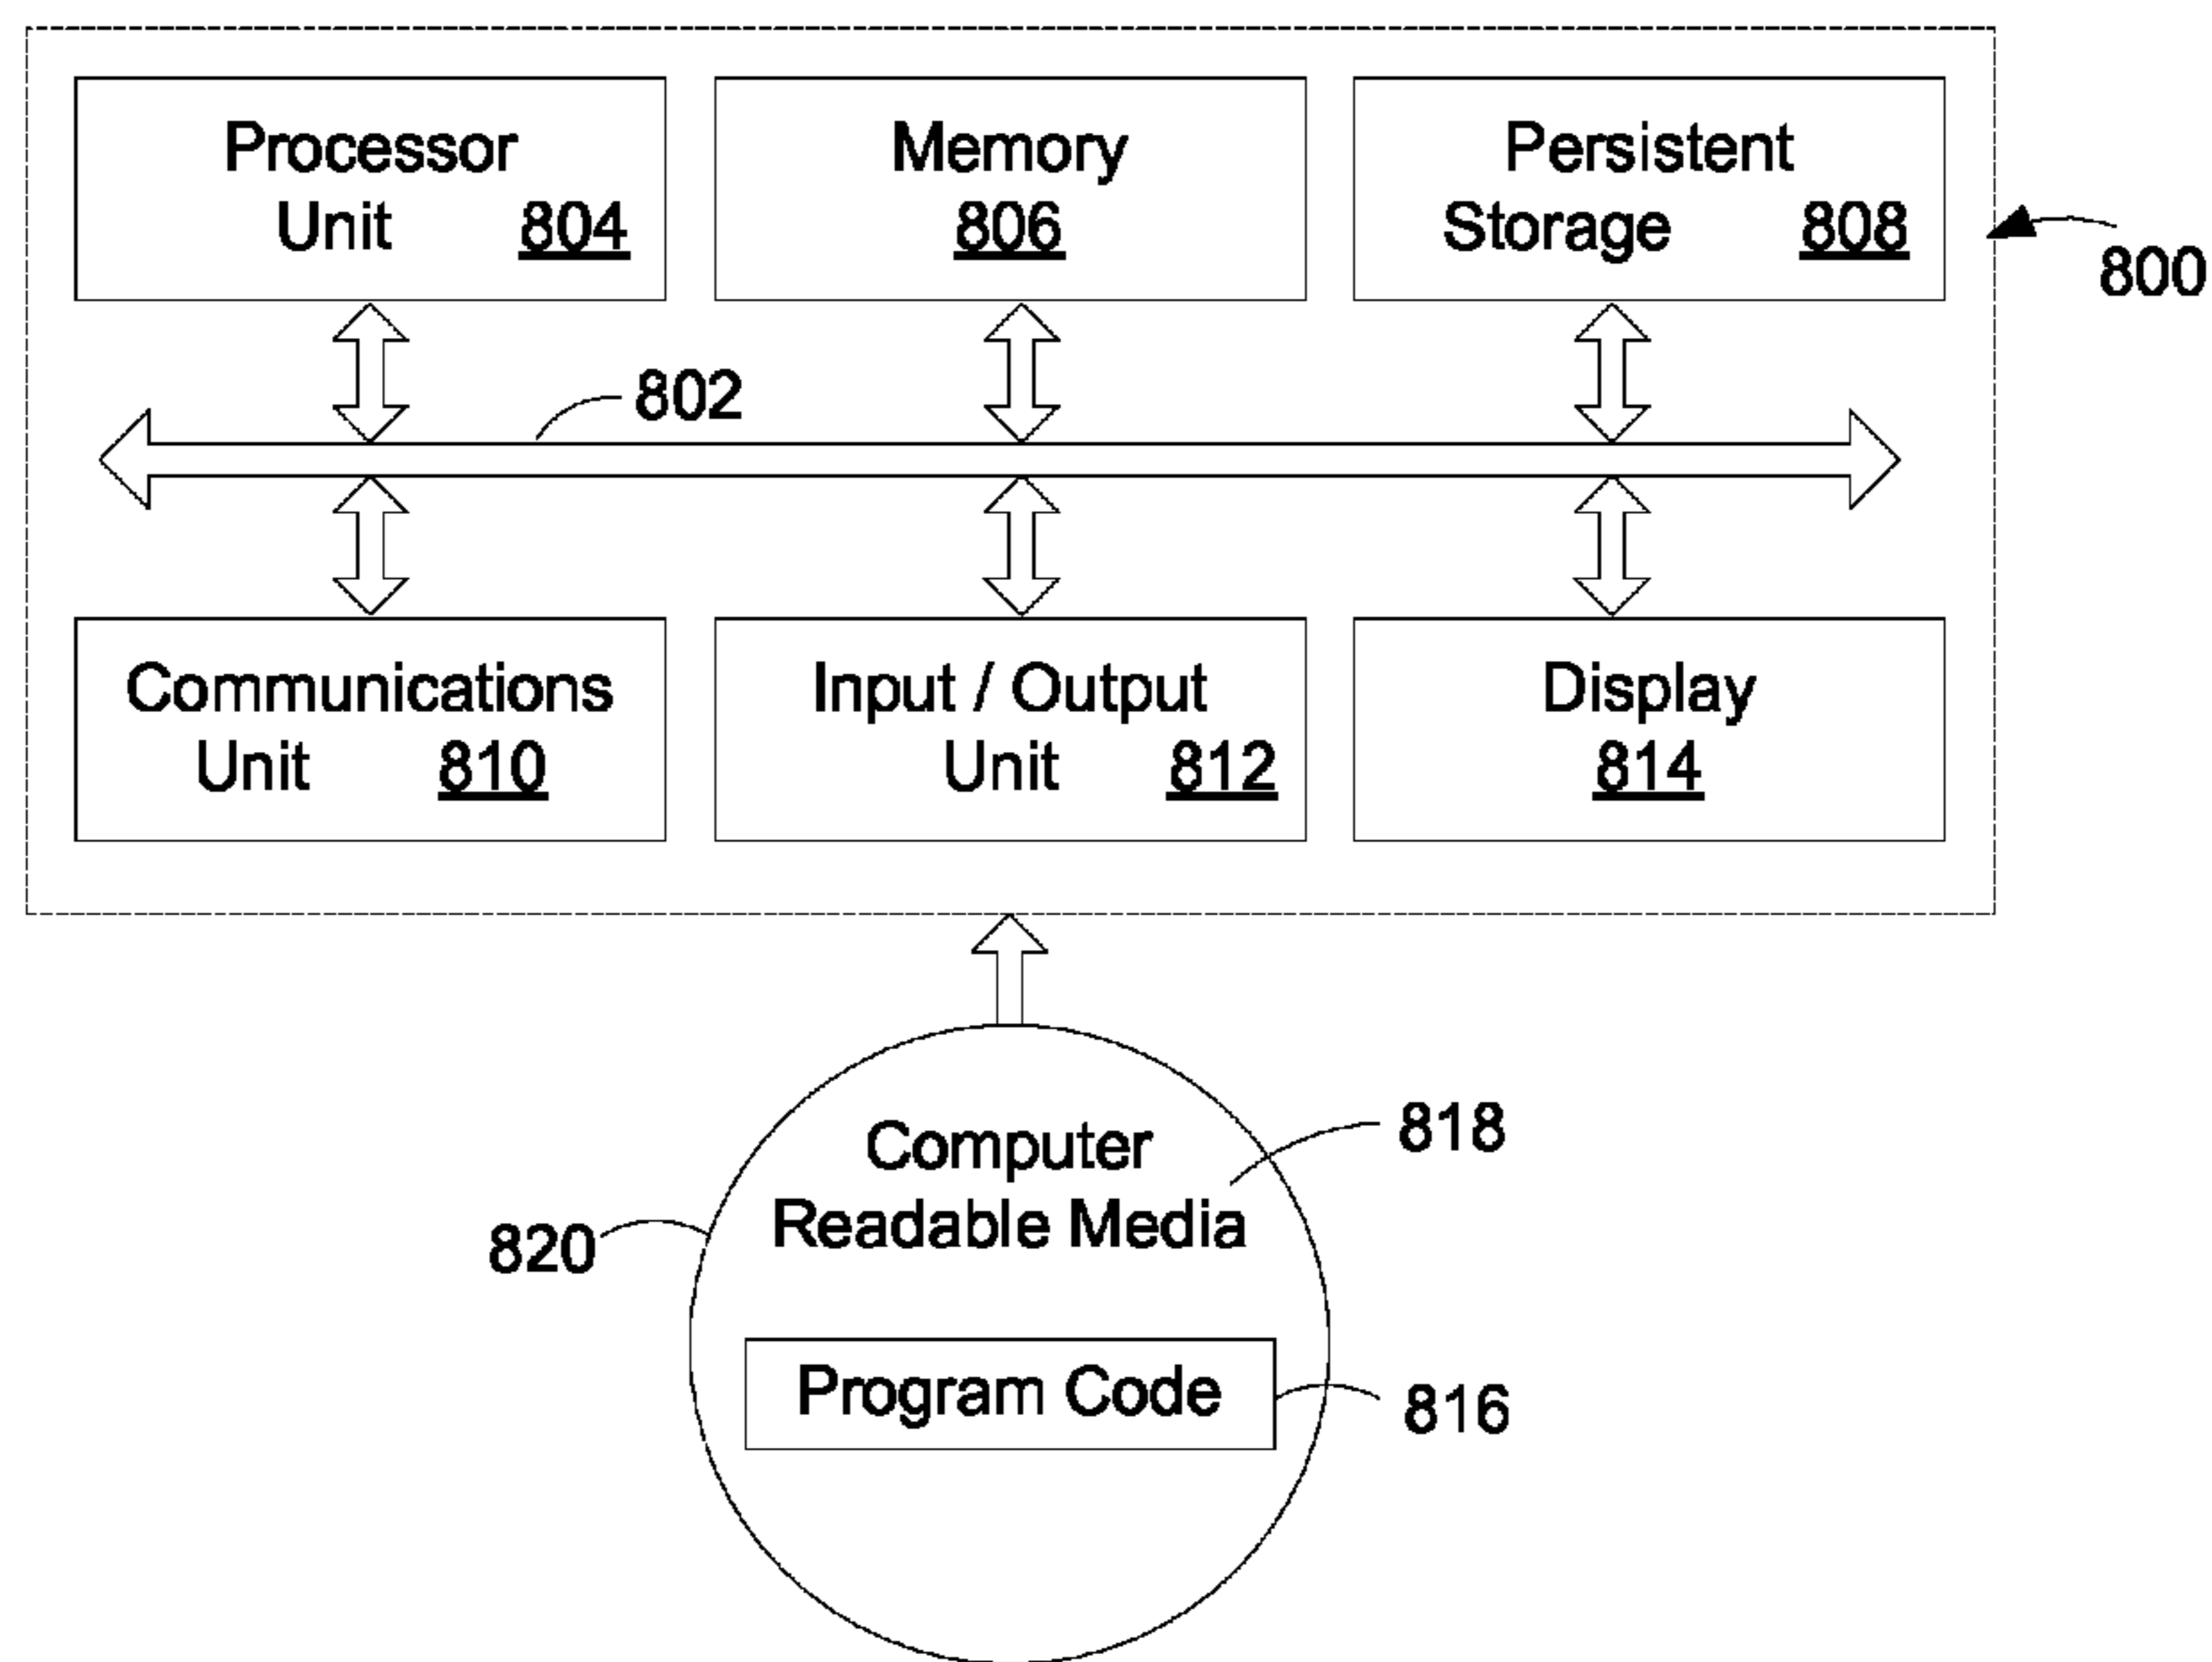 Processor
Unit 804
Memory
806
Persistent
Storage 808
800
802
Communications
Unit 810
Input / Output
Unit 812
Display
814
Computer
Readable Media
818
820
Program Code
816